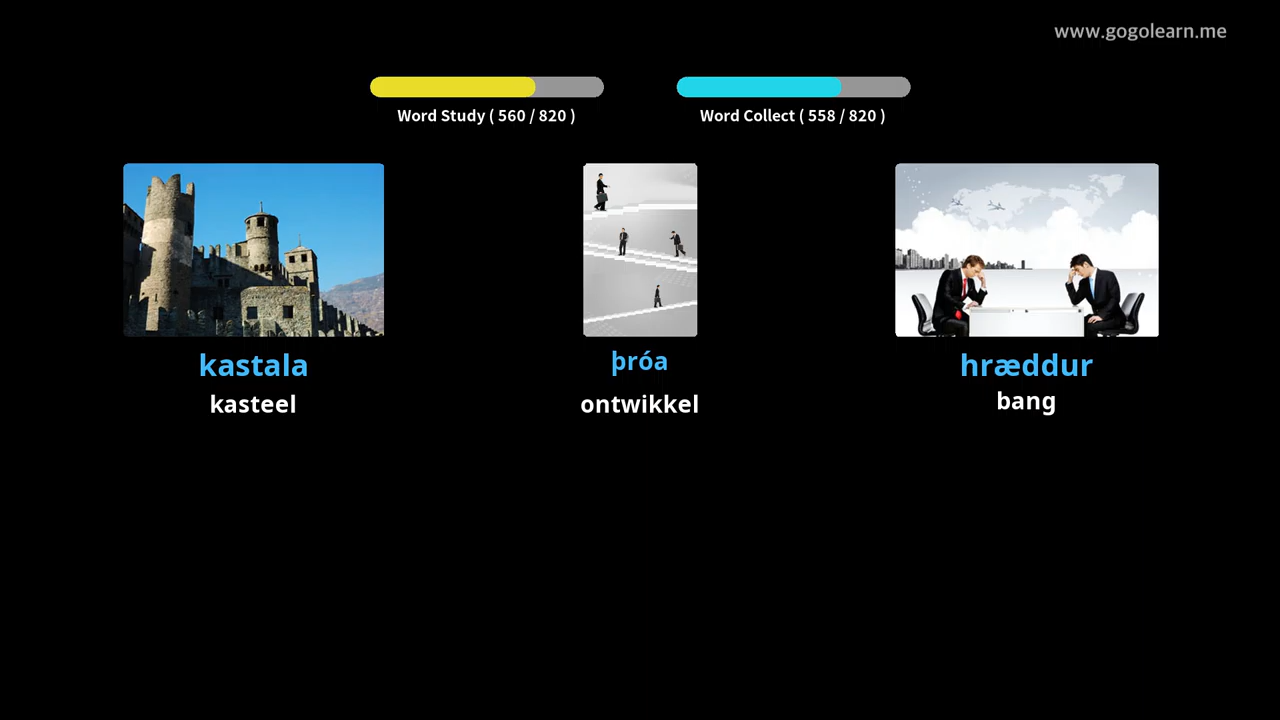 www.gogolearn.me
Word Study ( 560 / 820 )
Word Collect ( 558 / 820 )
kastala
kasteel
þróa
ontwikkel
hræddur
bang